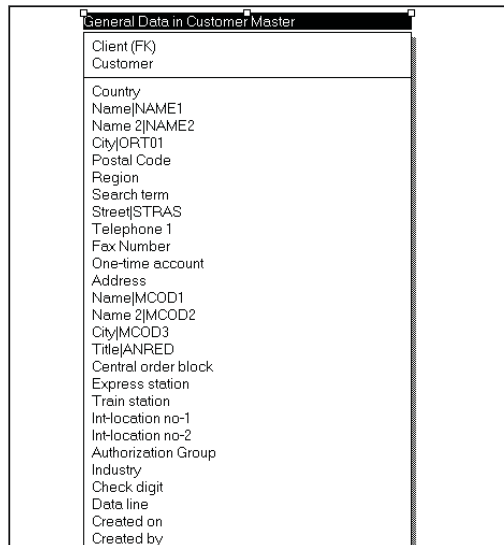 General Data in Customer Master
Client (FK)
Customer
Country
Name|NAME1
Name 2|NAME2
City|ORT01
Postal Code
Region
Search term
Street|STRAS
Telephone 1
Fax Number
One-time account
Address
Name|MCOD1
Name 2|MCOD2
City|MCOD3
Title|ANRED
Central order block
Express station
Train station
Int-location no-1
Int-location no-2
Authorization Group
Industry
Check digit
Data line
Created on
Created by